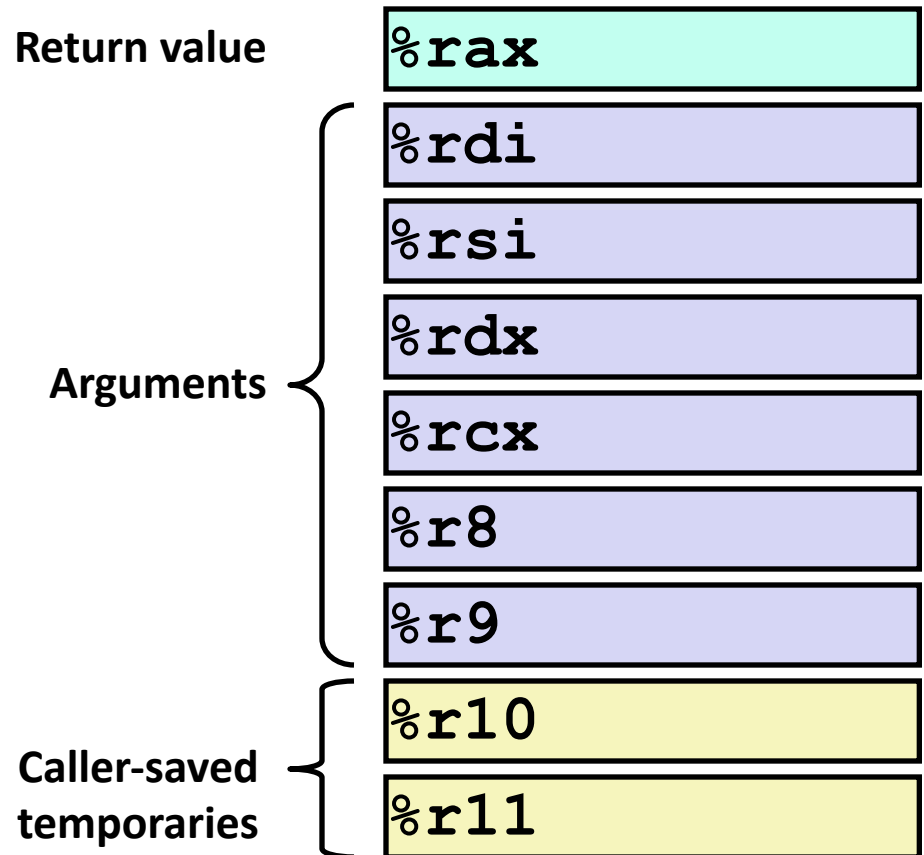 Return value
%rax
Arguments
%rdi
%rsi
%rdx
%rcx
%r8
%r9
Caller-saved
temporaries
%r10
%r11